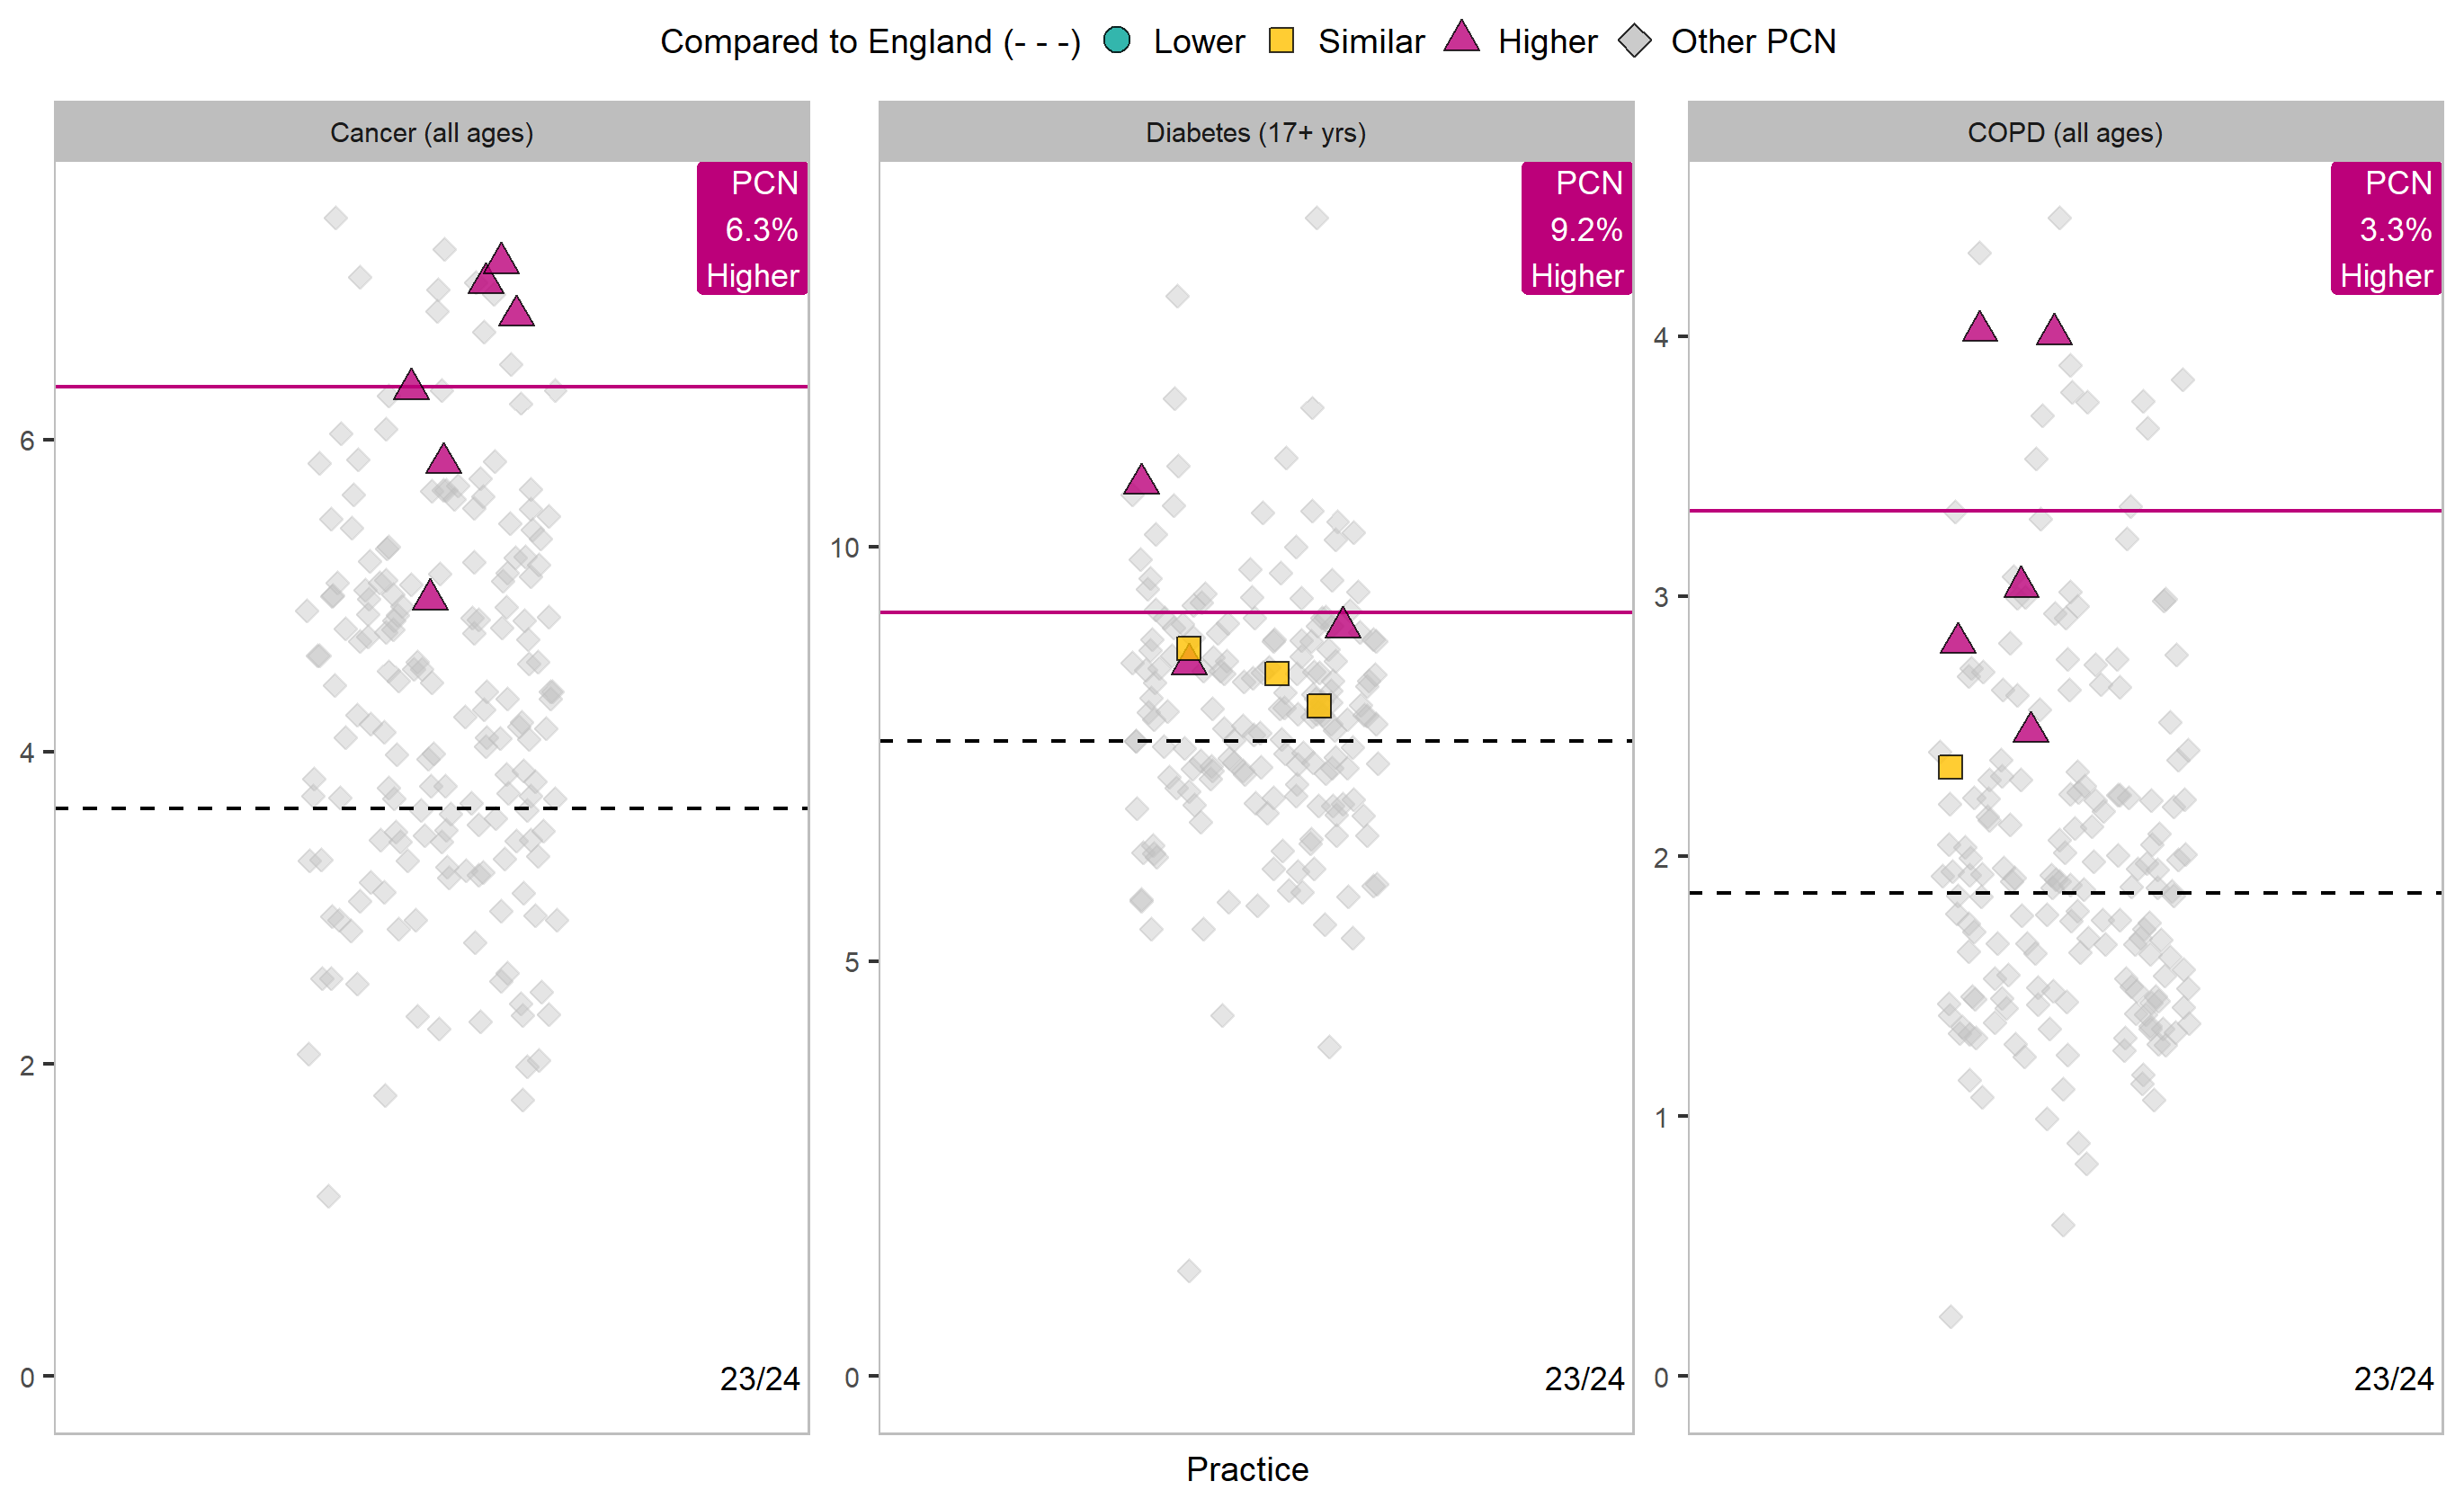 Compared to England (- - -) Lower Similar Higher Other PCN
Cancer (all ages)
PCN
6.3%
Higher
6
4
2
0
23/24
Diabetes (17+ yrs)
PCN
9.2%
Higher
10
5
0
23/24
COPD (all ages)
PCN
3.3%
Higher
4
3
2
1
0
23/24
Practice